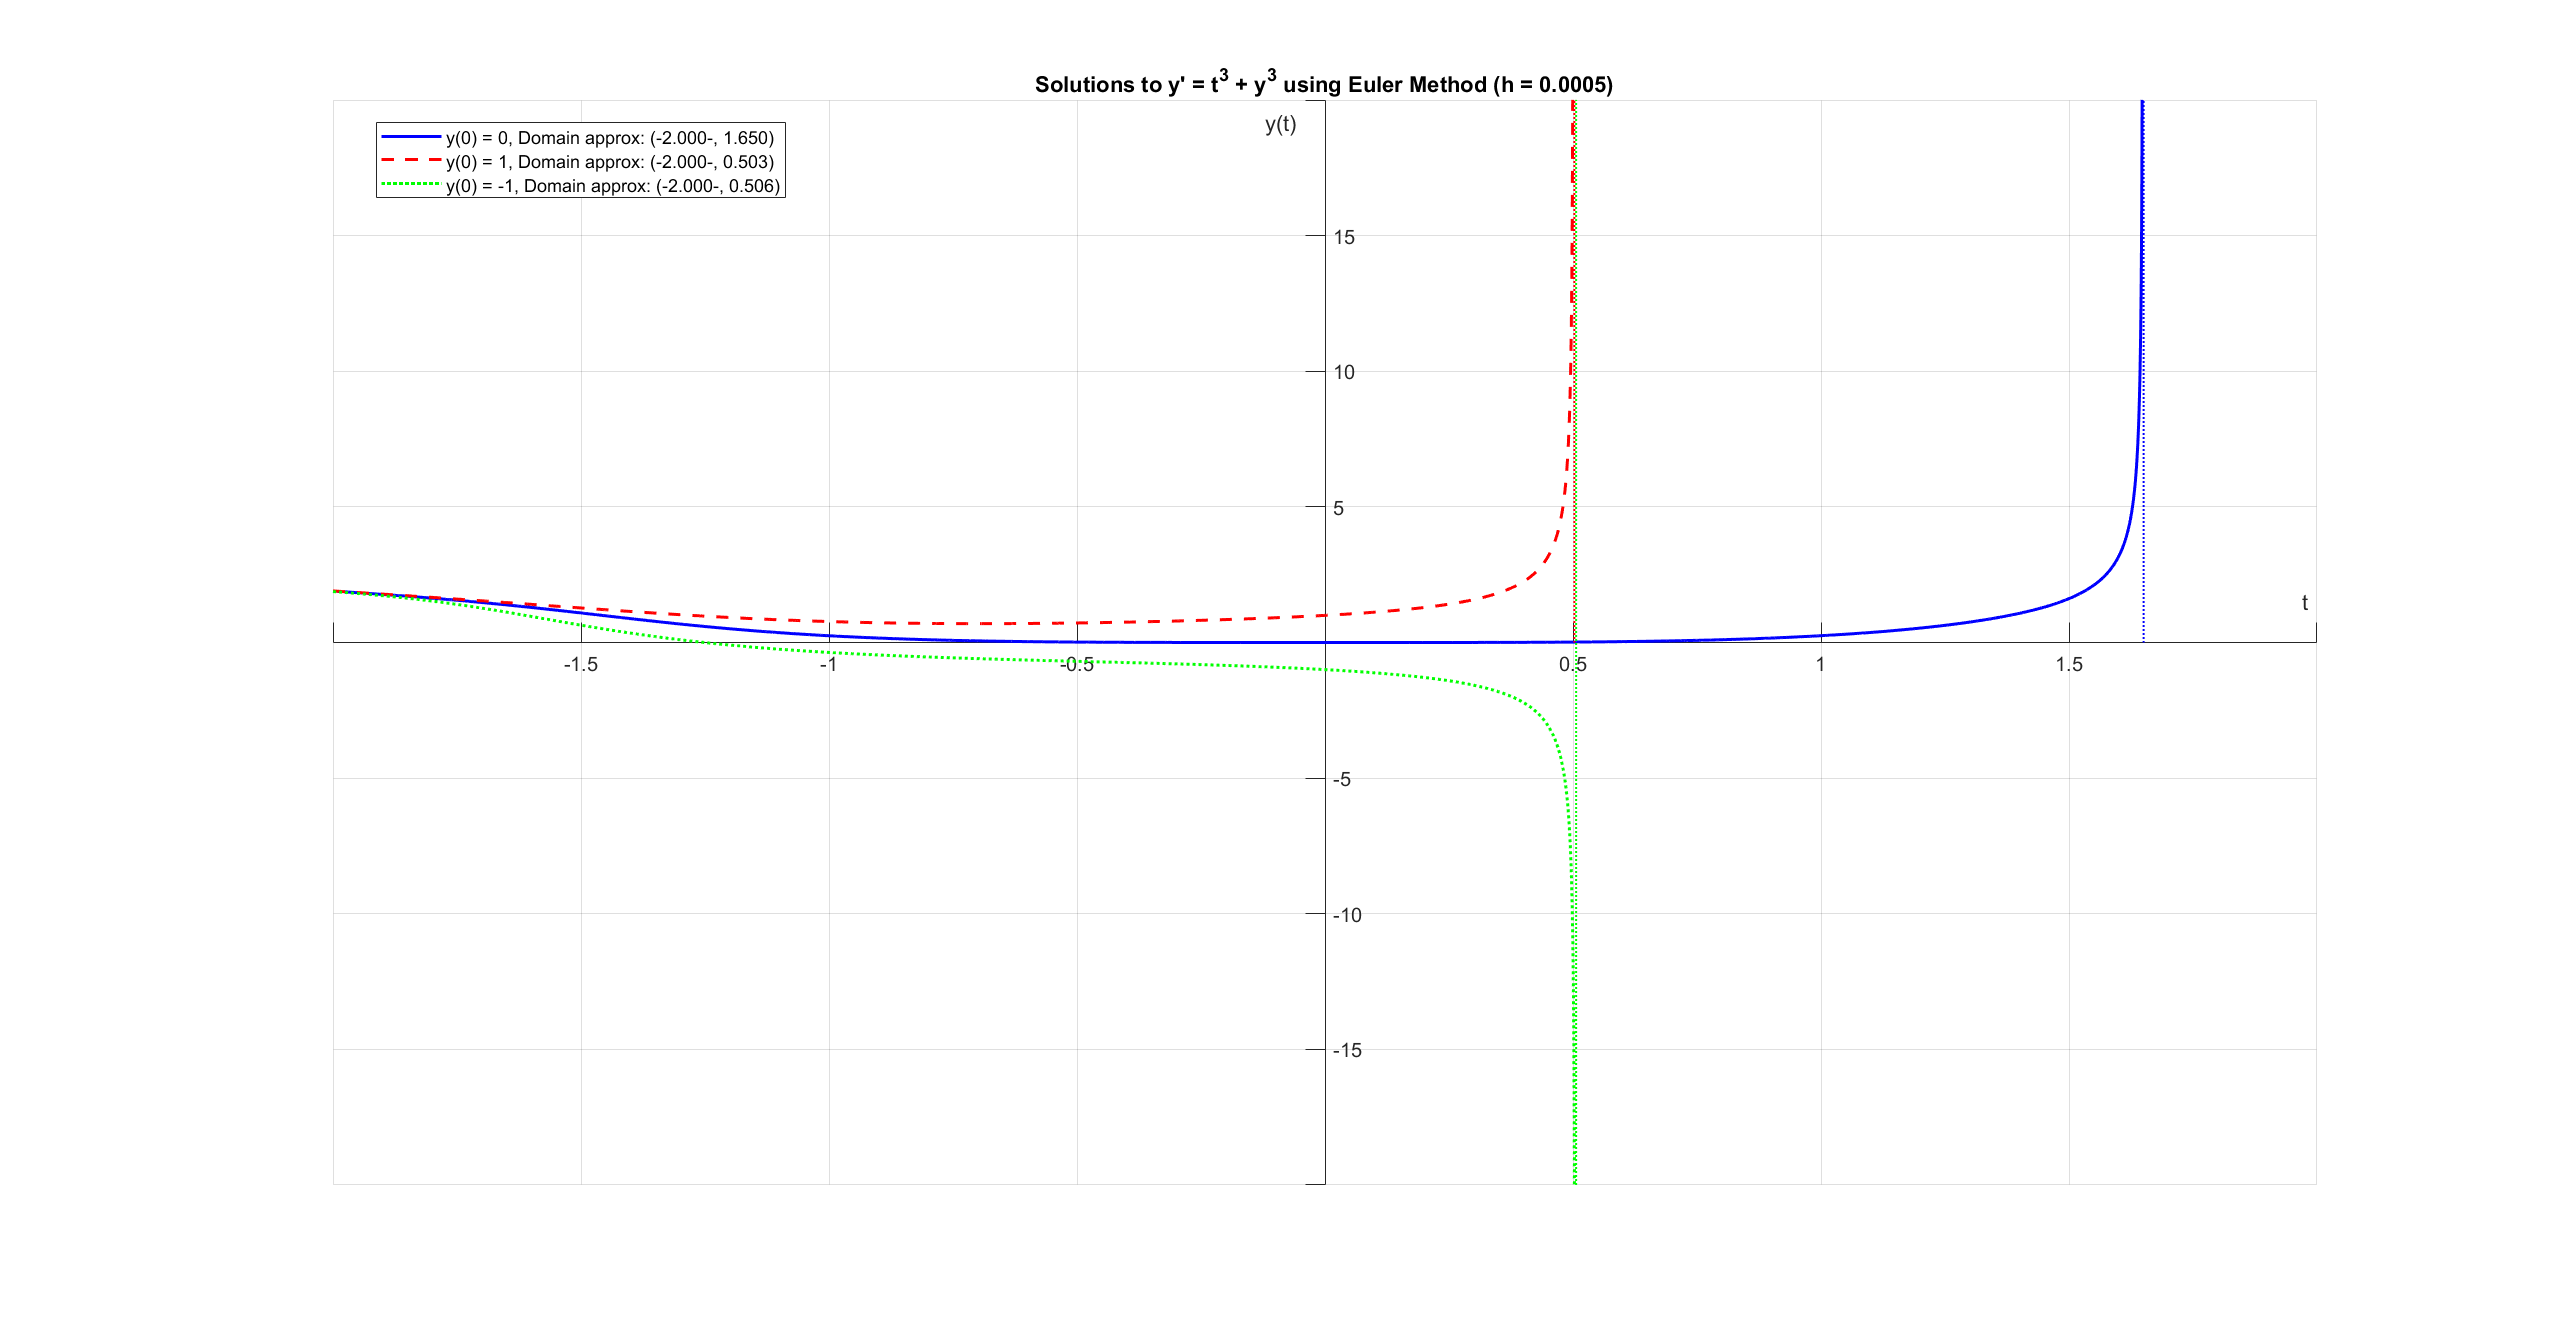 Solutions to y' = t³ + y³ using Euler Method (h = 0.0005)
y(t)
y(0) = 0, Domain approx: (-2.000-, 1.650)
y(0) = 1, Domain approx: (-2.000-, 0.503)
y(0) = -1, Domain approx: (-2.000-, 0.506)
15
10
5
t
-1.5 -1 -0.5 0.5 1 1.5
-5
-10
-15